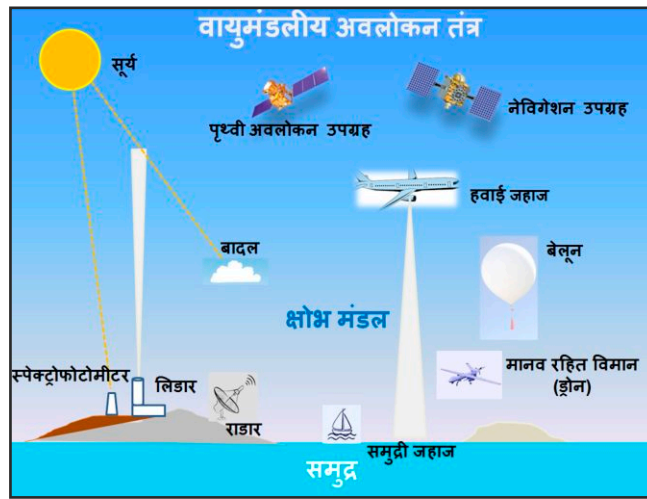 वायुमंडलीय अवलोकन तंत्र
सूर्य
पृथ्वी अवलोकन उपग्रह
नेविगेशन उपग्रह
हवाई जहाज
बादल
बेलून
क्षोभ मंडल
स्पेक्ट्रोफोटोमीटर
लिडार
मानव रहित विमान
(ड्रोन)
राडार
समुद्री जहाज
समुद्र